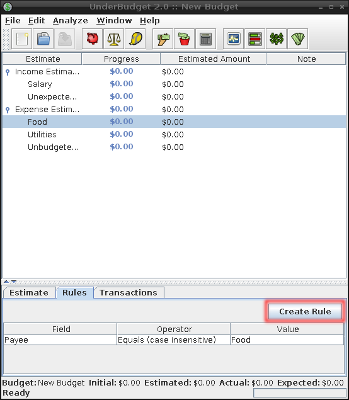 UnderBudget 2.0 :: New Budget
File Edit Analyze Window Help
Estimate Progress Estimated Amount Note
Income Estima... $0.00 $0.00
Salary $0.00 $0.00
Unexpecte... $0.00 $0.00
Expense Estim... $0.00 $0.00
Food $0.00 $0.00
Utilities $0.00 $0.00
Unbudgete... $0.00 $0.00
Estimate Rules Transactions
Create Rule
Field Operator Value
Payee Equals (case insensitive) Food
Budget: New Budget Initial: $0.00 Estimated: $0.00 Actual: $0.00 Expected: $0.00
Ready